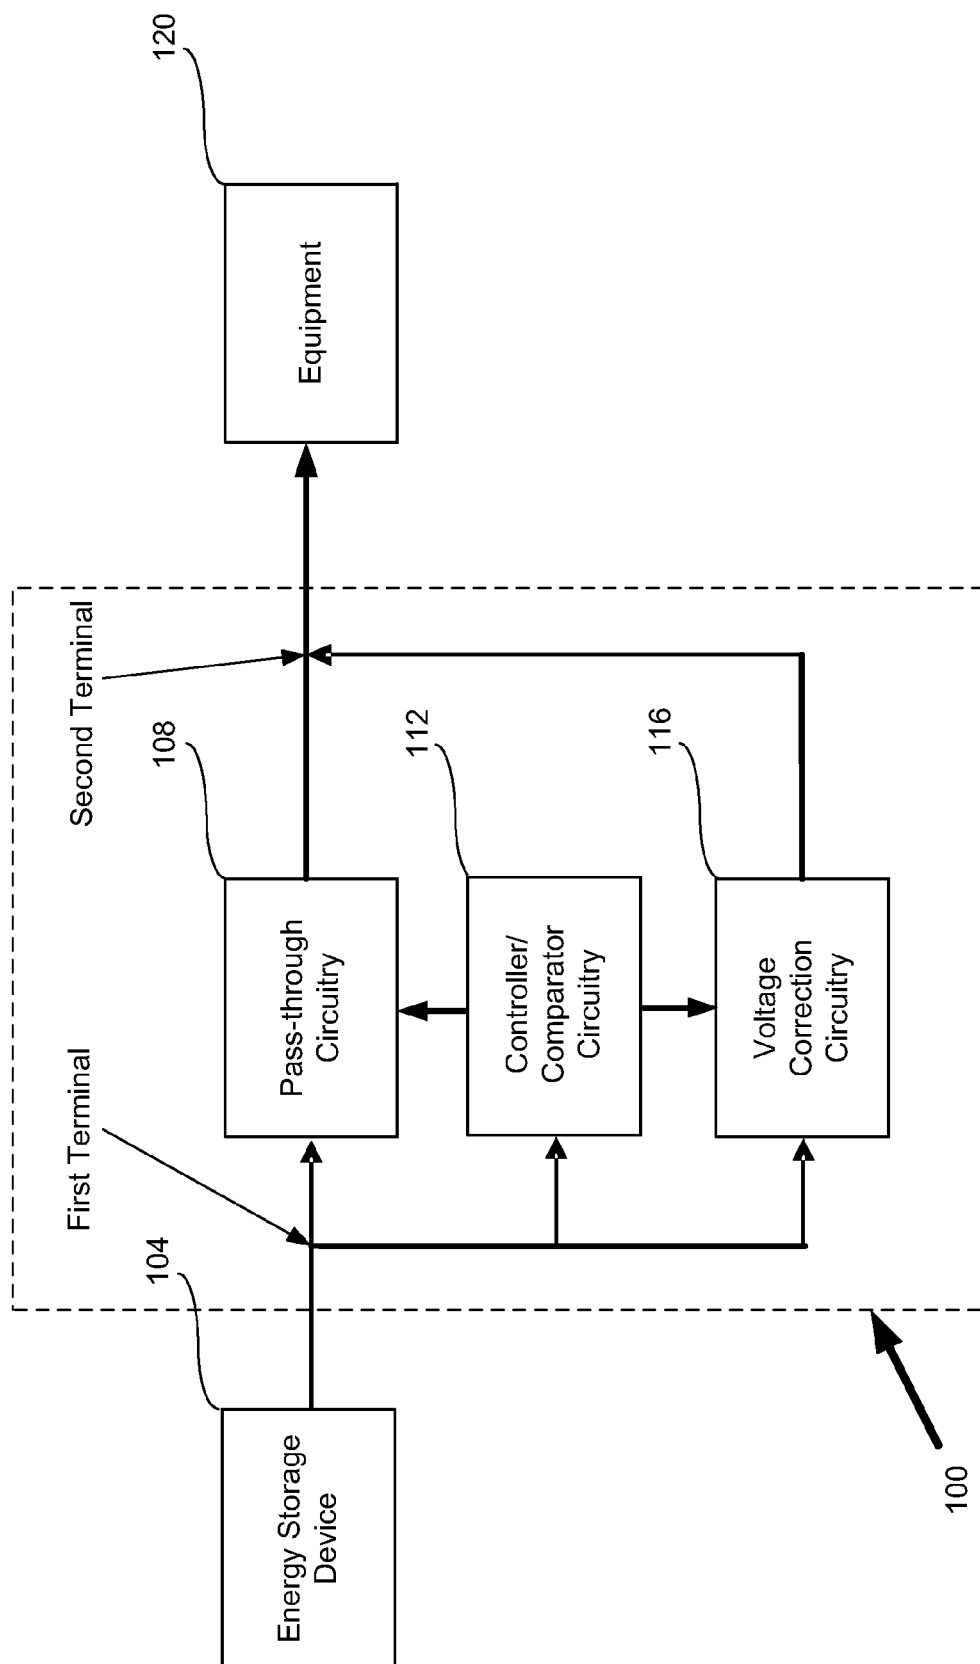 First Terminal
Second Terminal
104
108
120
Energy Storage
Device
Pass-through
Circuitry
Equipment
112
Controller/
Comparator
Circuitry
116
Voltage
Correction
Circuitry
100